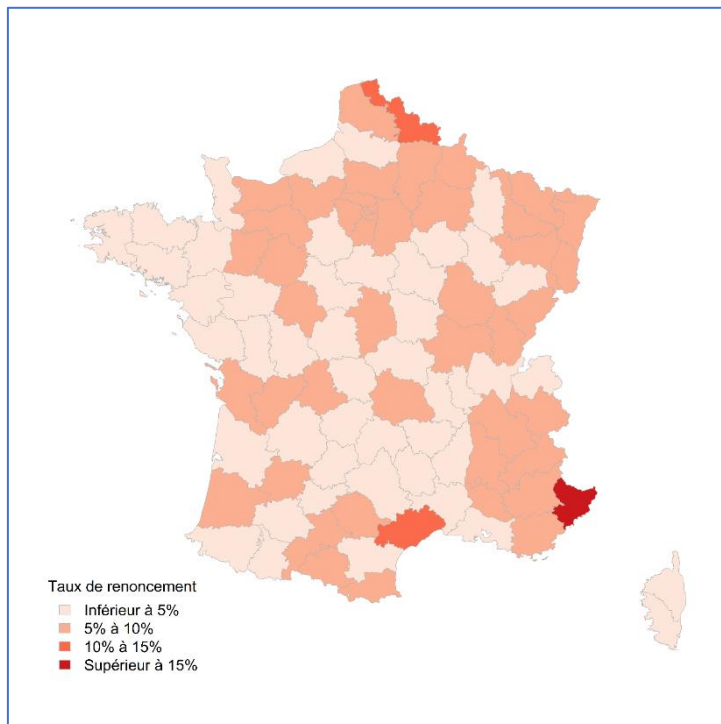 Taux de renoncement
Inférieur à 5%
5% à 10%
10% à 15%
Supérieur à 15%